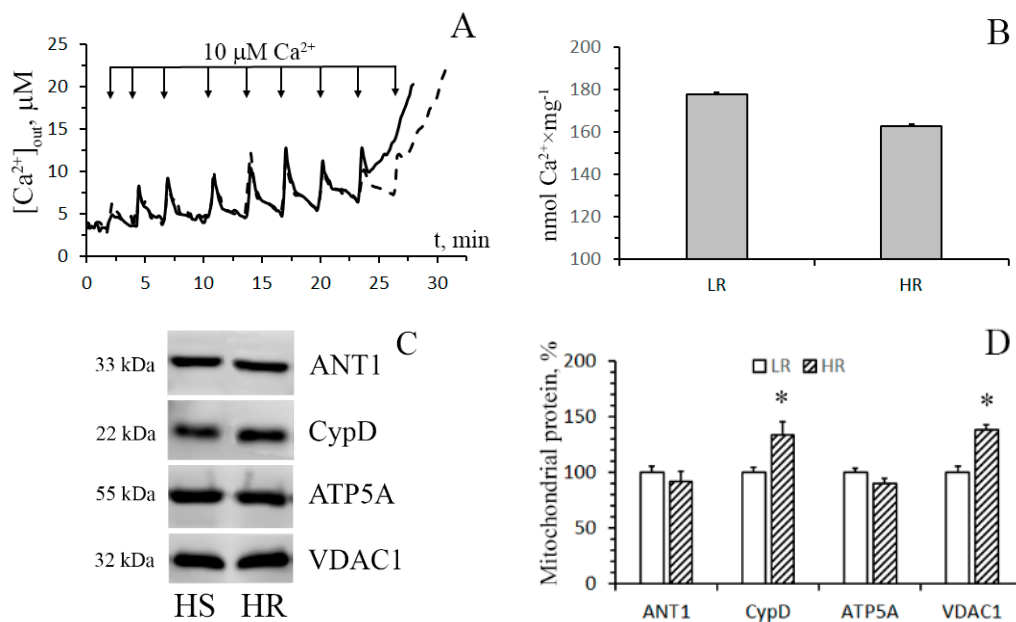 A
10 μM Ca²⁺
[Ca²⁺]out, μM
25
20
15
10
5
0
0 5 10 15 20 25 30
t, min
B
nmol Ca²⁺×mg⁻¹
200
180
160
140
120
100
LR HR
C
33 kDa ANT1
22 kDa CypD
55 kDa ATP5A
32 kDa VDAC1
HS HR
D
Mitochondrial protein, %
LR HR
200
150
100
50
0
* *
ANT1 CypD ATP5A VDAC1